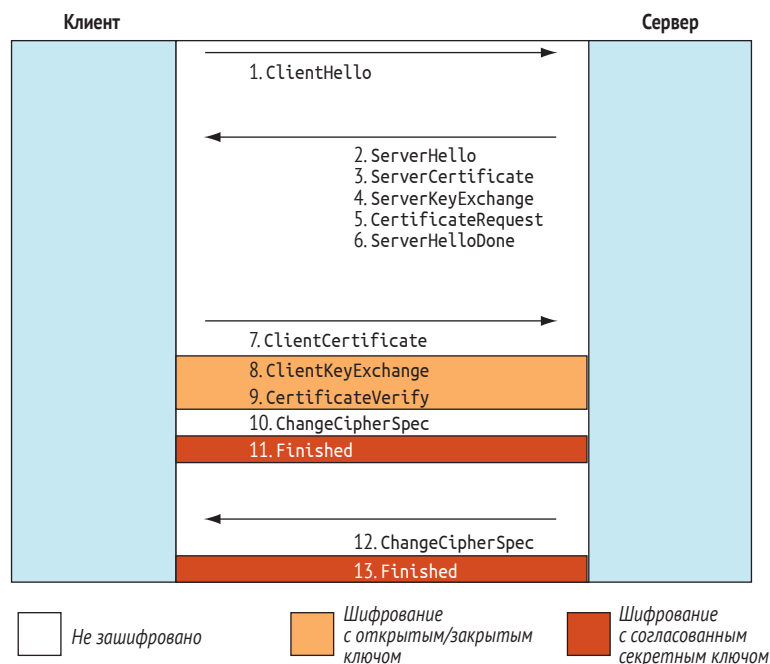 Клиент
Сервер
1. ClientHello
2. ServerHello
3. ServerCertificate
4. ServerKeyExchange
5. CertificateRequest
6. ServerHelloDone
7. ClientCertificate
8. ClientKeyExchange
9. CertificateVerify
10. ChangeCipherSpec
11. Finished
12. ChangeCipherSpec
13. Finished
Не зашифровано
Шифрование
с открытым/закрытым
ключом
Шифрование
с согласованным
секретным ключом